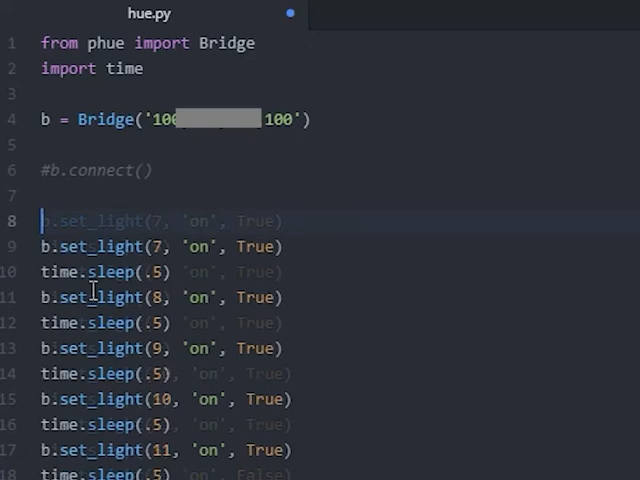 hue.py
1 from phue import Bridge
2 import time
3
4 b = Bridge('100 100')
5
6 #b.connect()
7
8 b.set_light(7, 'on', True)
9 b.set_light(7, 'on', True)
10 time.sleep(.5)
11 b.set_light(8, 'on', True)
12 time.sleep(.5)
13 b.set_light(9, 'on', True)
14 time.sleep(.5)
15 b.set_light(10, 'on', True)
16 time.sleep(.5)
17 b.set_light(11, 'on', True)
18 time.sleep(.5)